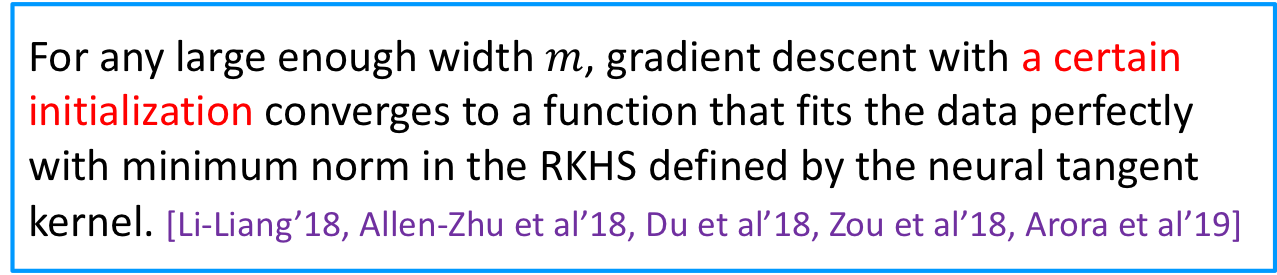 For any large enough width m, gradient descent with a certain
initialization converges to a function that fits the data perfectly
with minimum norm in the RKHS defined by the neural tangent
kernel. [Li-Liang’18, Allen-Zhu et al’18, Du et al’18, Zou et al’18, Arora et al’19]